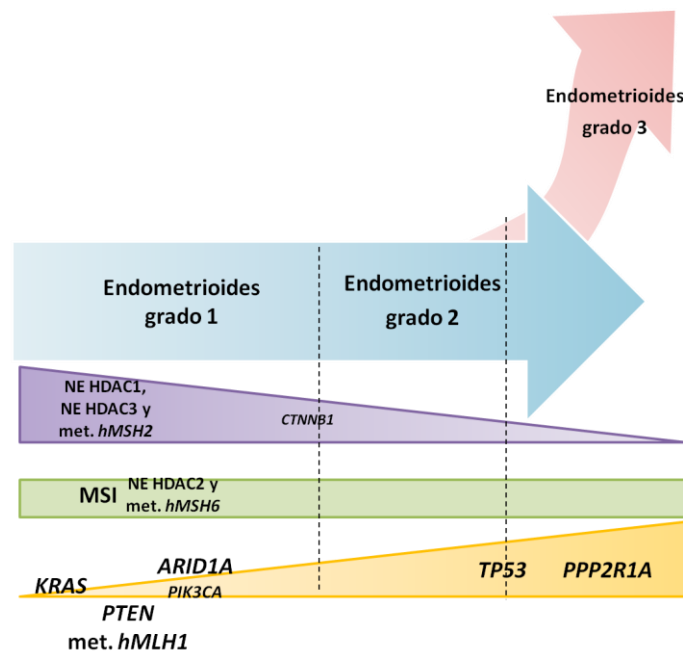 Endometrioides
grado 3
Endometrioides
grado 1
Endometrioides
grado 2
NE HDAC1,
NE HDAC3 y
met. hMSH2
CTNNB1
MSI
NE HDAC2 y
met. hMSH6
KRAS
ARID1A
PIK3CA
PTEN
met. hMLH1
TP53
PPP2R1A